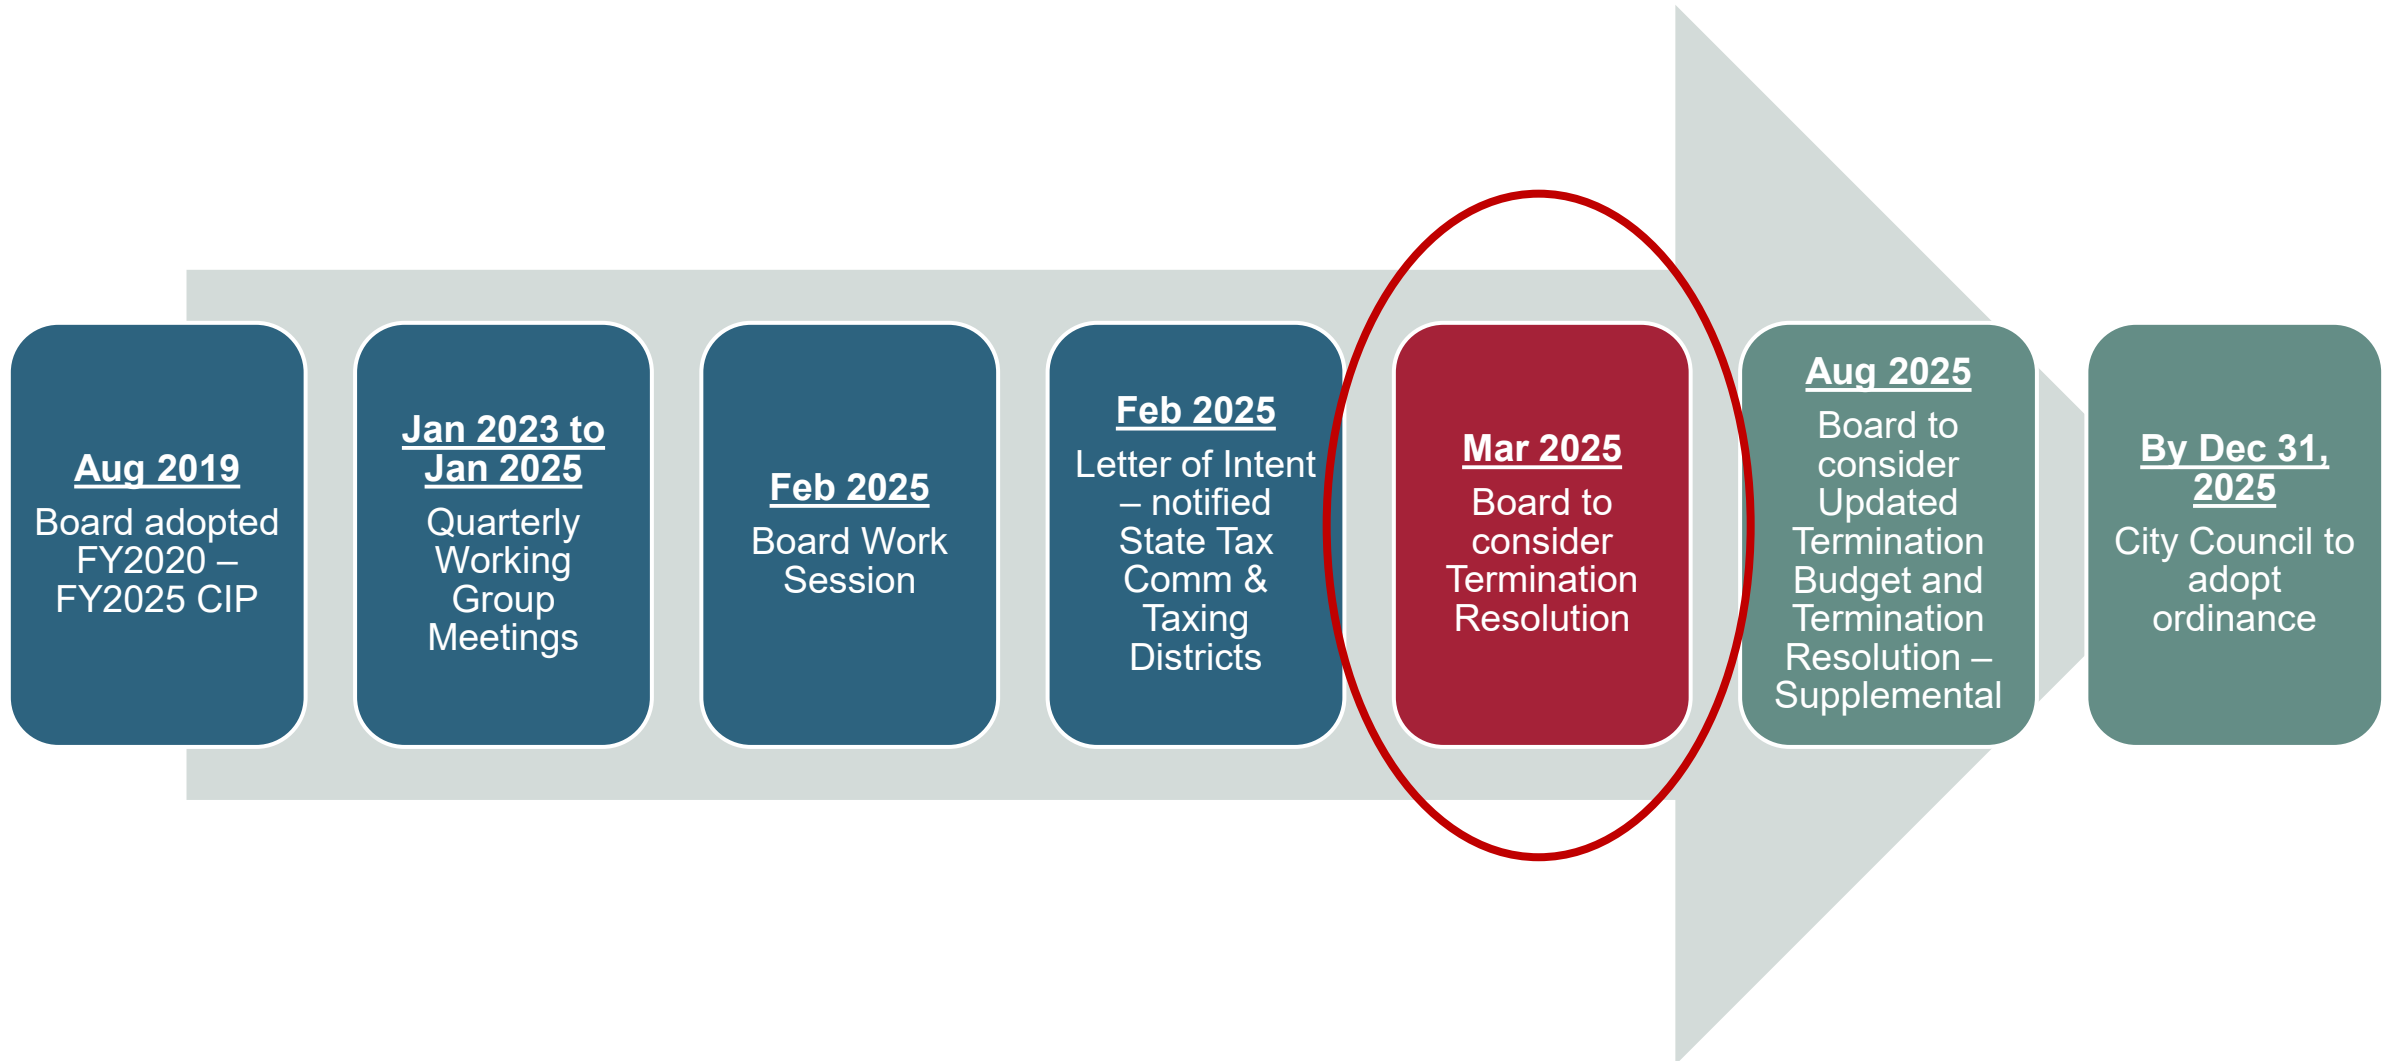 Aug 2019
Board adopted
FY2020 –
FY2025 CIP
Jan 2023 to
Jan 2025
Quarterly
Working
Group
Meetings
Feb 2025
Board Work
Session
Feb 2025
Letter of Intent
– notified
State Tax
Comm &
Taxing
Districts
Mar 2025
Board to
consider
Termination
Resolution
Aug 2025
Board to
consider
Updated
Termination
Budget and
Termination
Resolution –
Supplemental
By Dec 31,
2025
City Council to
adopt
ordinance